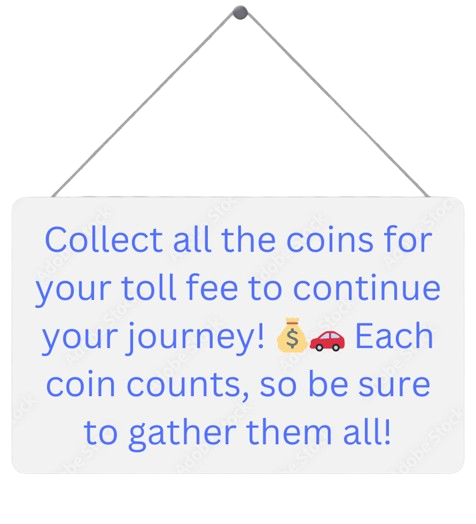 Collect all the coins for
your toll fee to continue
your journey! 💰🚗 Each
coin counts, so be sure
to gather them all!